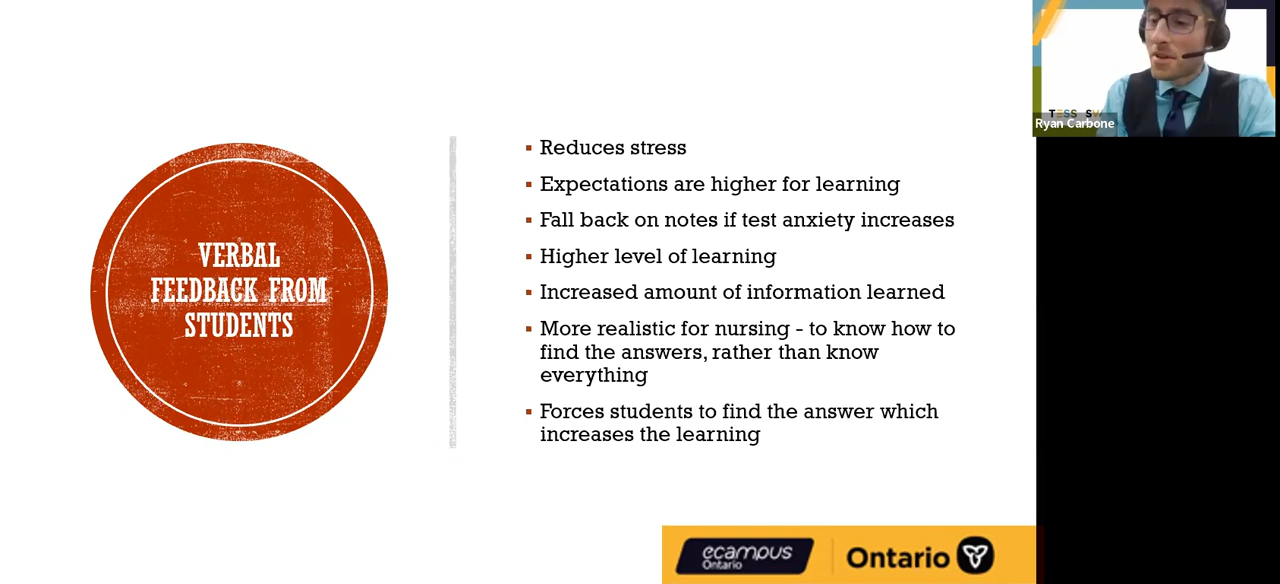 VERBAL
FEEDBACK FROM
STUDENTS
▪ Reduces stress
▪ Expectations are higher for learning
▪ Fall back on notes if test anxiety increases
▪ Higher level of learning
▪ Increased amount of information learned
▪ More realistic for nursing - to know how to
find the answers, rather than know
everything
▪ Forces students to find the answer which
increases the learning
ecampus
Ontario
Ontario
TESS
Ryan Carbone